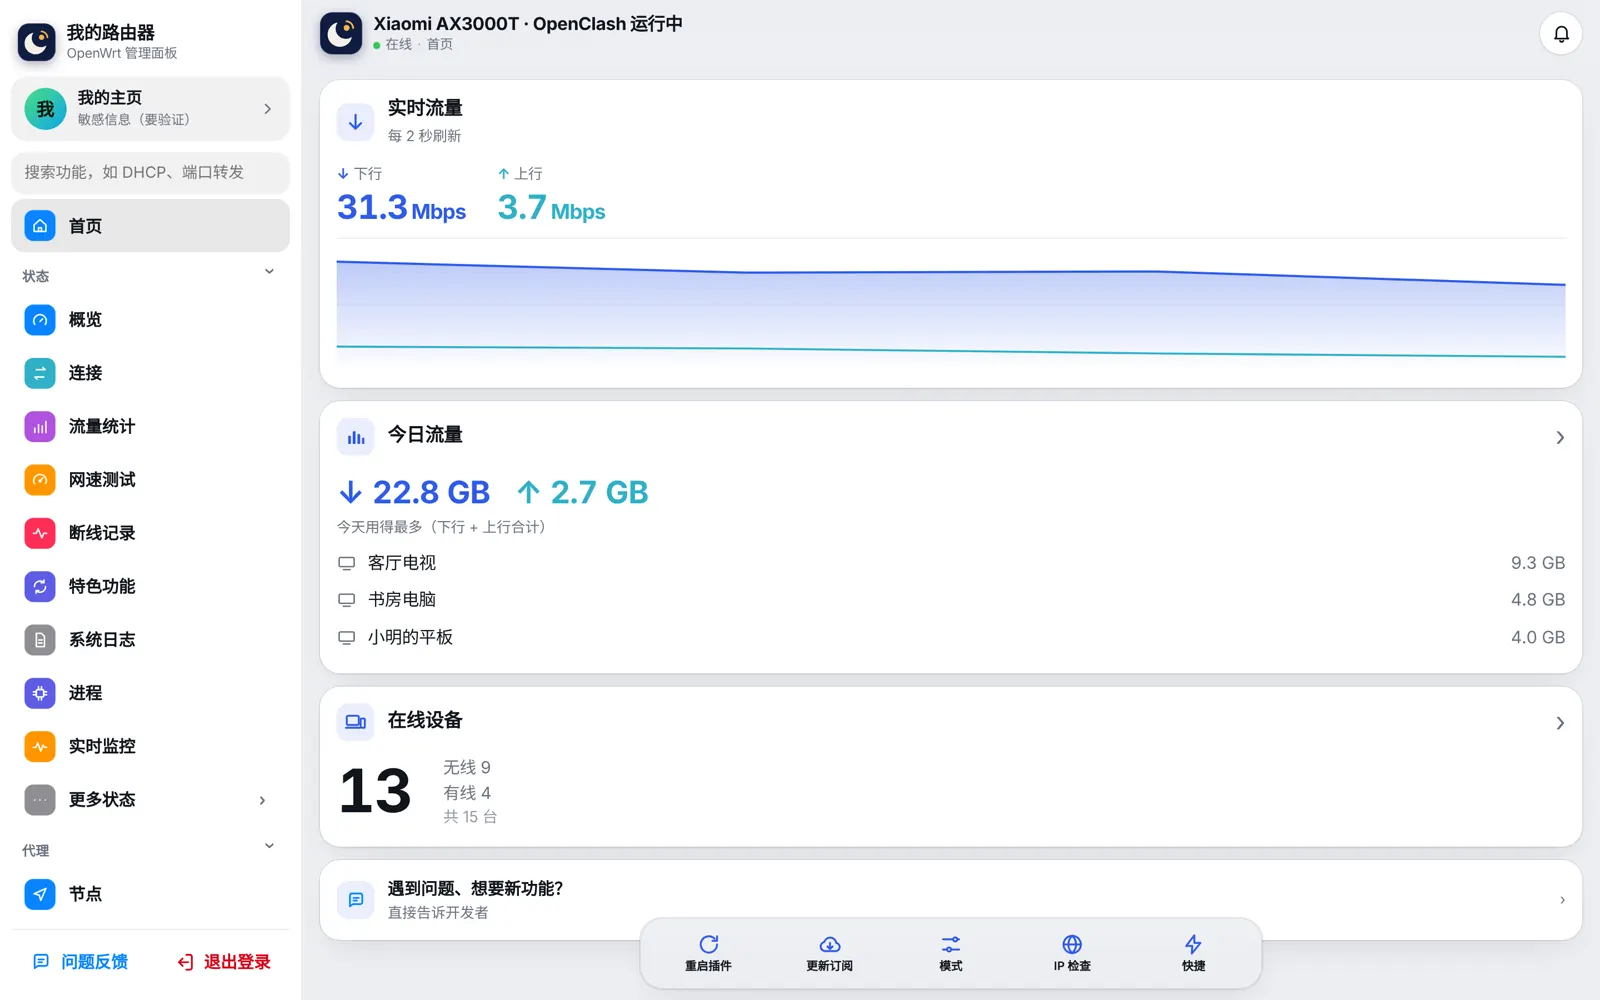 我的路由器
OpenWrt 管理面板
我
我的主页
敏感信息（要验证）
搜索功能，如 DHCP、端口转发
首页
状态
概览
连接
流量统计
网速测试
断线记录
特色功能
系统日志
进程
实时监控
更多状态
代理
节点
问题反馈
退出登录
Xiaomi AX3000T · OpenClash 运行中
在线 · 首页
实时流量
每 2 秒刷新
下行
上行
31.3 Mbps
3.7 Mbps
今日流量
22.8 GB
2.7 GB
今天用得最多（下行 + 上行合计）
客厅电视 9.3 GB
书房电脑 4.8 GB
小明的平板 4.0 GB
在线设备
13
无线 9
有线 4
共 15 台
遇到问题、想要新功能？
直接告诉开发者
重启插件
更新订阅
模式
IP 检查
快捷